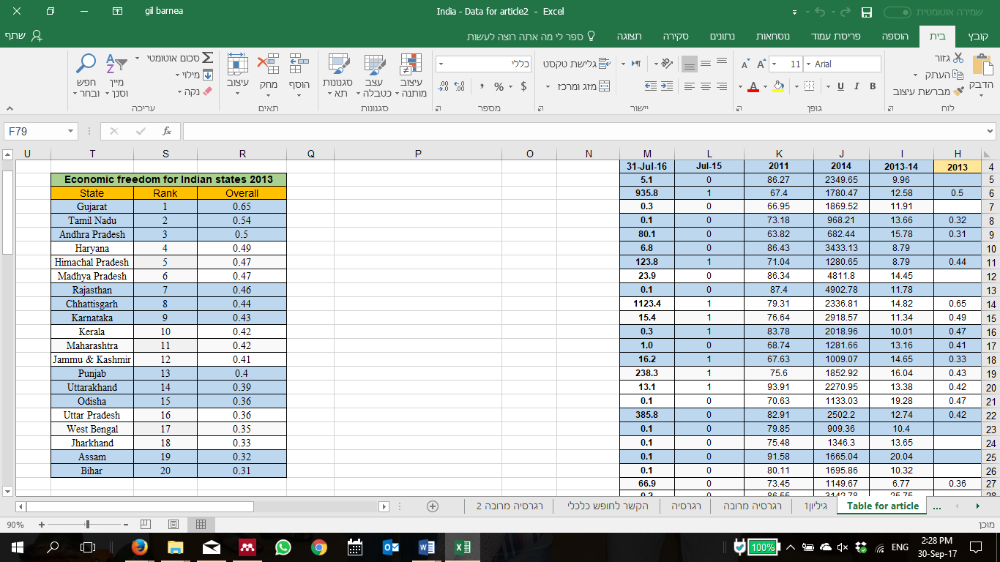 gil barnea
India - Data for article2 - Excel
שמירה אוטומטית
קובץ בית הוספה פריסת עמוד נוסחאות נתונים סקירה תצוגה ספר לי מה אתה רוצה לעשות שתף
הדבק גזור העתק מברשת עיצוב
Arial 11
B I U
כללי
$ % ,
גלישת טקסט
מזג ומרכז
עיצוב מותנה עצב כטבלה סגנונות תא
הוסף מחק עיצוב
סכום אוטומטי
מילוי
נקה
מיין וסנן חפש ובחר
לוח גופן יישור מספר סגנונות תאים עריכה
F79 fx
U T S R Q P O N M L K J I H
31-Jul-16 Jul-15 2011 2014 2013-14 2013 4
Economic freedom for Indian states 2013 5.1 0 86.27 2349.65 9.96 5
State Rank Overall 935.8 1 67.4 1780.47 12.58 0.5 6
Gujarat 1 0.65 0.3 0 66.95 1869.52 11.91 7
Tamil Nadu 2 0.54 0.1 0 73.18 968.21 13.66 0.32 8
Andhra Pradesh 3 0.5 80.1 0 63.82 682.44 15.78 0.31 9
Haryana 4 0.49 6.8 0 86.43 3433.13 8.79 10
Himachal Pradesh 5 0.47 123.8 1 71.04 1280.65 8.79 0.44 11
Madhya Pradesh 6 0.47 23.9 0 86.34 4811.8 14.45 12
Rajasthan 7 0.46 0.1 0 87.4 4902.78 11.78 13
Chhattisgarh 8 0.44 1123.4 1 79.31 2336.81 14.82 0.65 14
Karnataka 9 0.43 15.4 1 76.64 2918.57 11.34 0.49 15
Kerala 10 0.42 0.3 1 83.78 2018.96 10.01 0.47 16
Maharashtra 11 0.42 1.0 0 68.74 1281.66 13.16 0.41 17
Jammu & Kashmir 12 0.41 16.2 1 67.63 1009.07 14.65 0.33 18
Punjab 13 0.4 238.3 1 75.6 1852.92 16.04 0.43 19
Uttarakhand 14 0.39 13.1 1 93.91 2270.95 13.38 0.42 20
Odisha 15 0.36 0.1 0 70.63 1133.03 19.28 0.47 21
Uttar Pradesh 16 0.36 385.8 1 82.91 2502.2 12.74 0.42 22
West Bengal 17 0.35 0.1 0 79.85 909.36 10.4 23
Jharkhand 18 0.33 0.1 0 75.48 1346.3 13.65 24
Assam 19 0.32 0.1 0 91.58 1665.04 20.04 25
Bihar 20 0.31 0.1 0 80.11 1695.86 10.32 26
66.9 0 73.45 1149.67 6.77 0.36 27
0.2 0 86.55 3142.78 25.75 28
רגרסיה מרובה 2 הקשר לחופש כלכלי רגרסיה רגרסיה מרובה גיליון1 Table for article ...
90% מוכן
100% ENG 2:28 PM
30-Sep-17